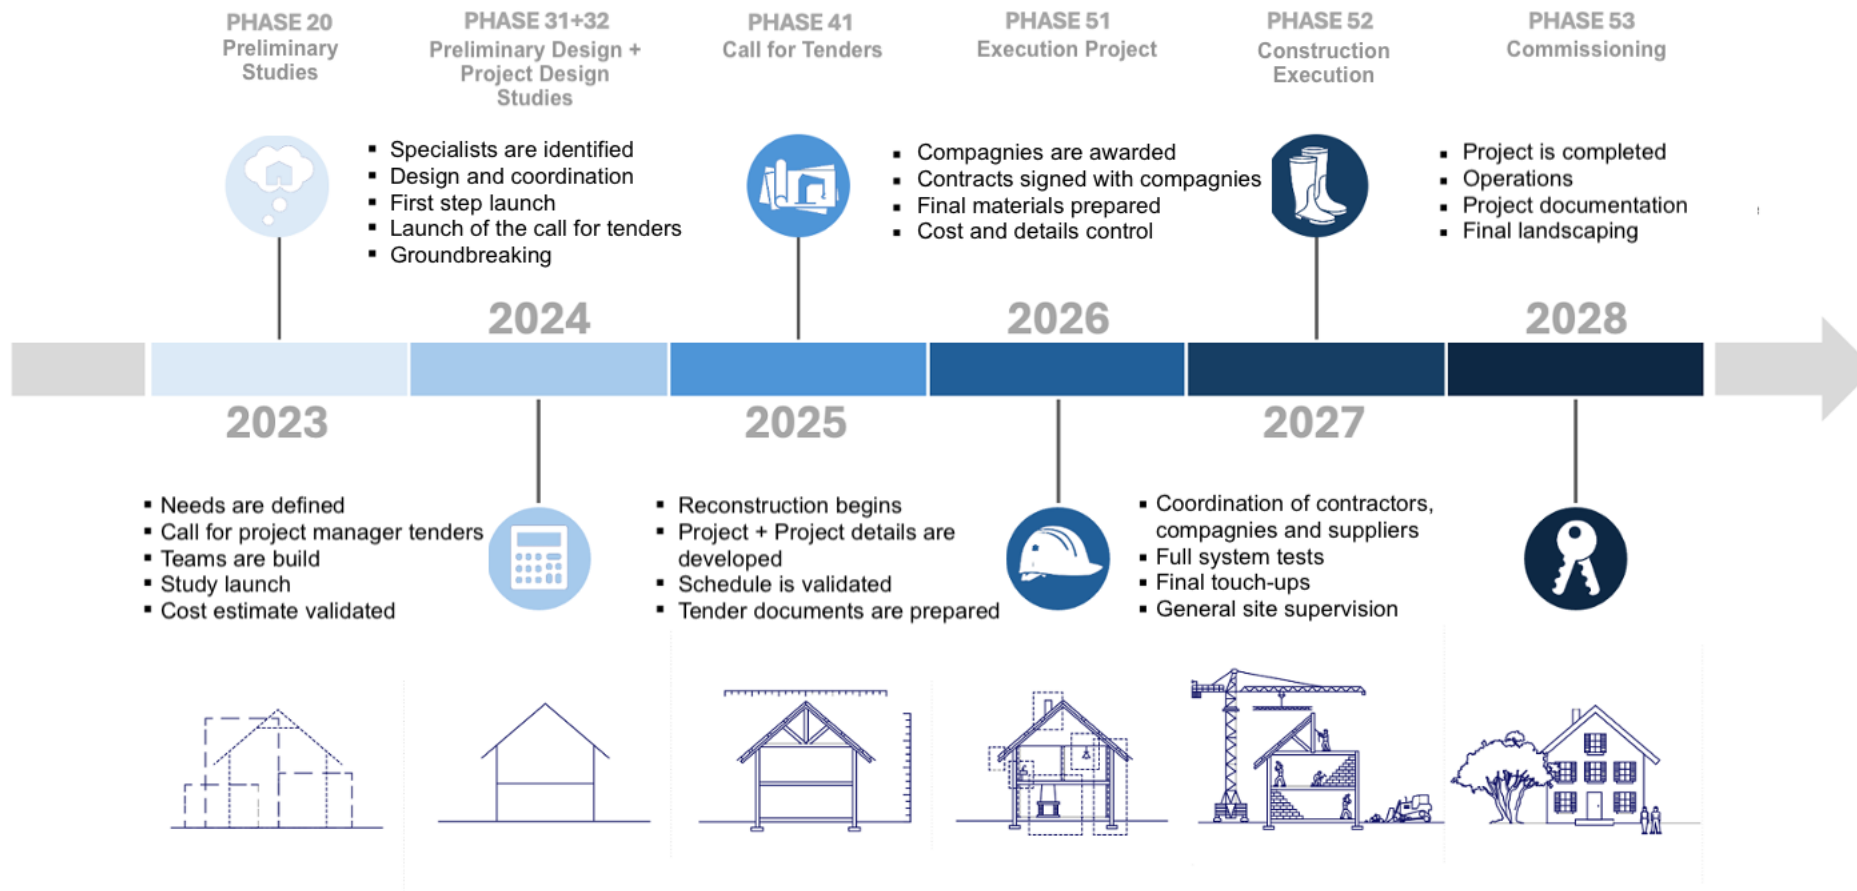 PHASE 20
Preliminary
Studies
PHASE 31+32
Preliminary Design +
Project Design
Studies
PHASE 41
Call for Tenders
PHASE 51
Execution Project
PHASE 52
Construction
Execution
PHASE 53
Commissioning
▪ Specialists are identified
▪ Design and coordination
▪ First step launch
▪ Launch of the call for tenders
▪ Groundbreaking
▪ Compagnies are awarded
▪ Contracts signed with compagnies
▪ Final materials prepared
▪ Cost and details control
▪ Project is completed
▪ Operations
▪ Project documentation
▪ Final landscaping
2024
2026
2028
2023
2025
2027
▪ Needs are defined
▪ Call for project manager tenders
▪ Teams are build
▪ Study launch
▪ Cost estimate validated
▪ Reconstruction begins
▪ Project + Project details are
developed
▪ Schedule is validated
▪ Tender documents are prepared
▪ Coordination of contractors,
compagnies and suppliers
▪ Full system tests
▪ Final touch-ups
▪ General site supervision